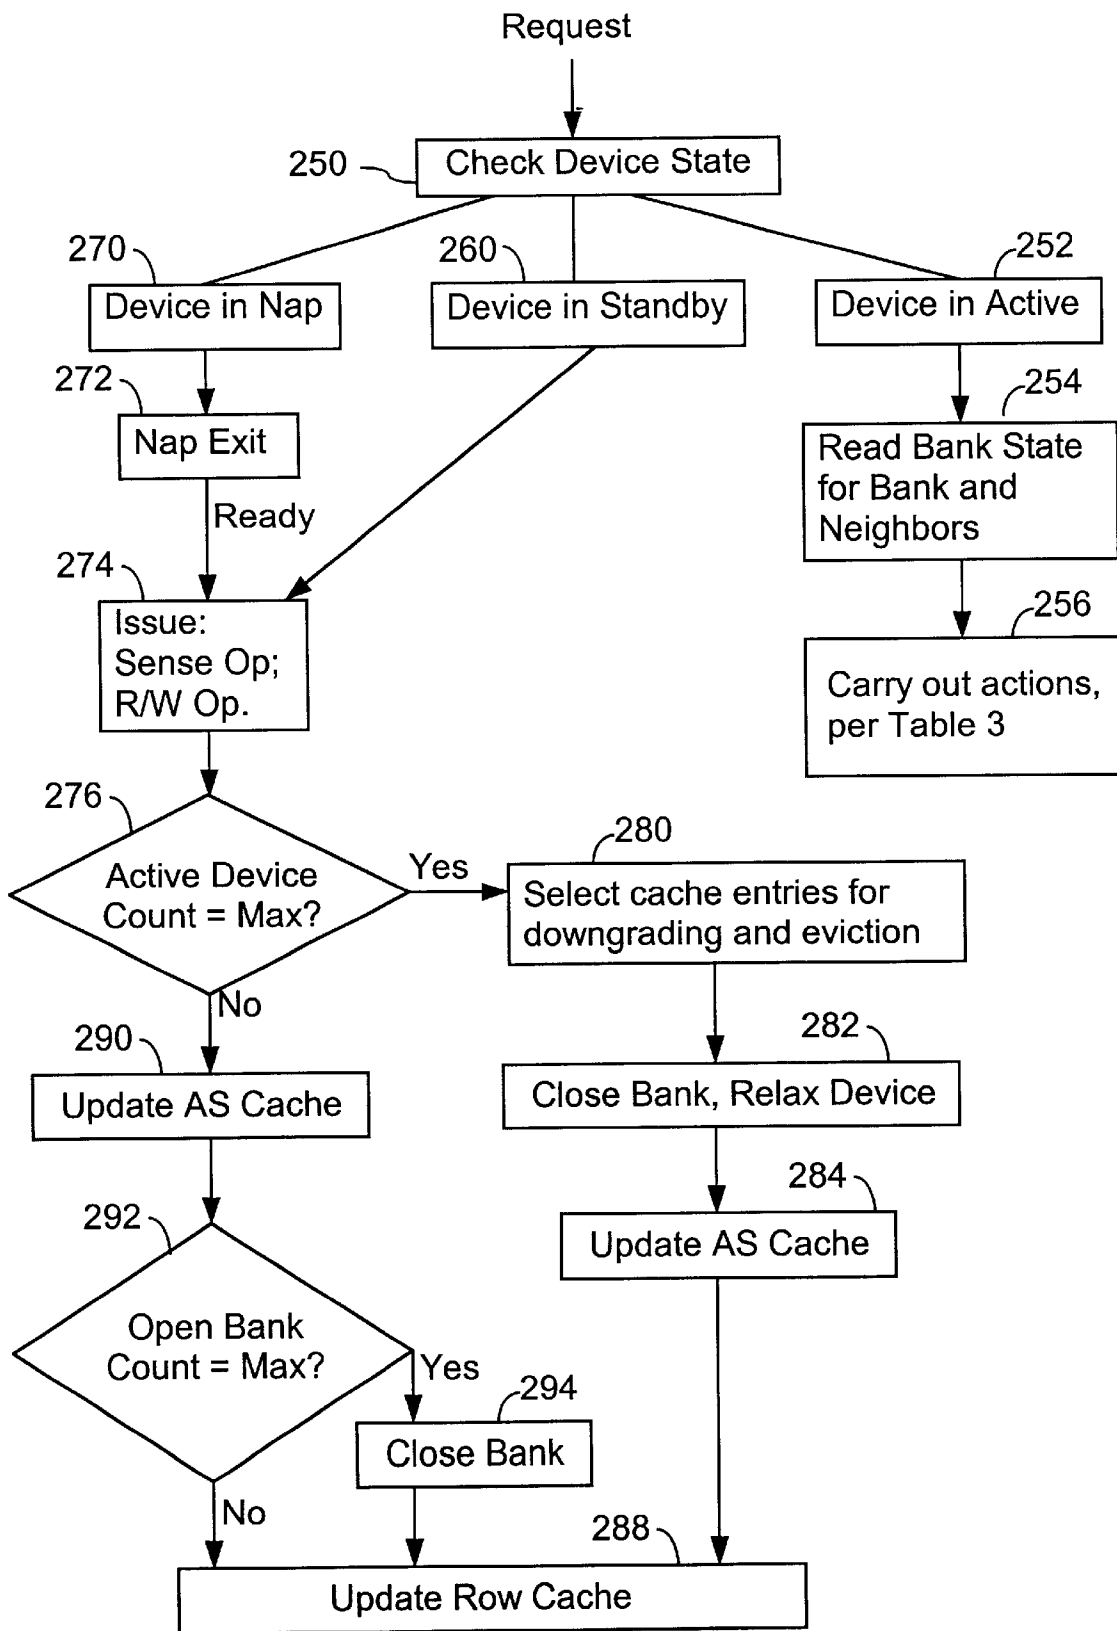 Request
250
Check Device State
270
260
252
Device in Nap
Device in Standby
Device in Active
272
254
Nap Exit
Read Bank State
for Bank and
Neighbors
Ready
274
256
Issue:
Sense Op;
R/W Op.
Carry out actions,
per Table 3
276
280
Active Device
Count = Max?
Yes
Select cache entries for
downgrading and eviction
No
290
282
Update AS Cache
Close Bank, Relax Device
292
284
Update AS Cache
Open Bank
Count = Max?
Yes
294
Close Bank
No
288
Update Row Cache